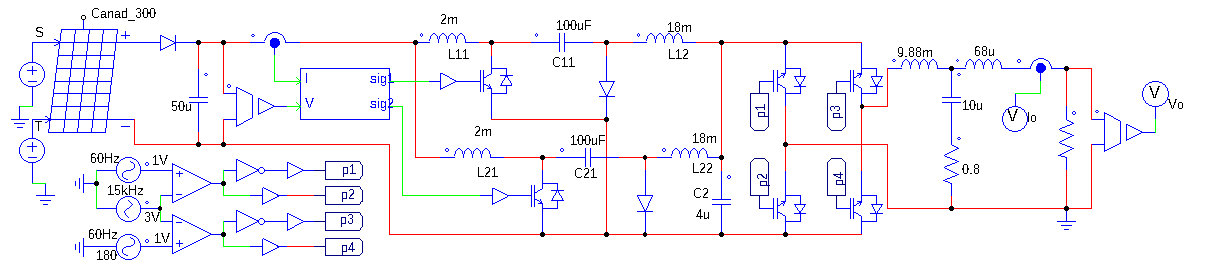 Canad_300
S
+
T
−
50u
I
V
sig1
sig2
2m
L11
100uF
C11
18m
L12
2m
L21
100uF
C21
18m
L22
C2
4u
p1
p3
p2
p4
9.88m
68u
10u
0.8
V
Io
V
Vo
60Hz
1V
15kHz
3V
60Hz
180
1V
+
−
−
+
p1
p2
p3
p4